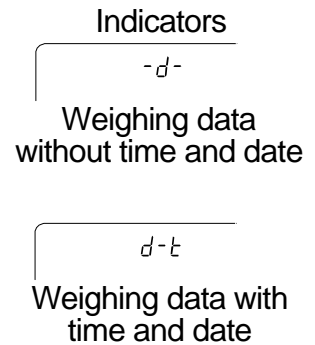 Indicators
-d-
Weighing data
without time and date
d-t
Weighing data with
time and date